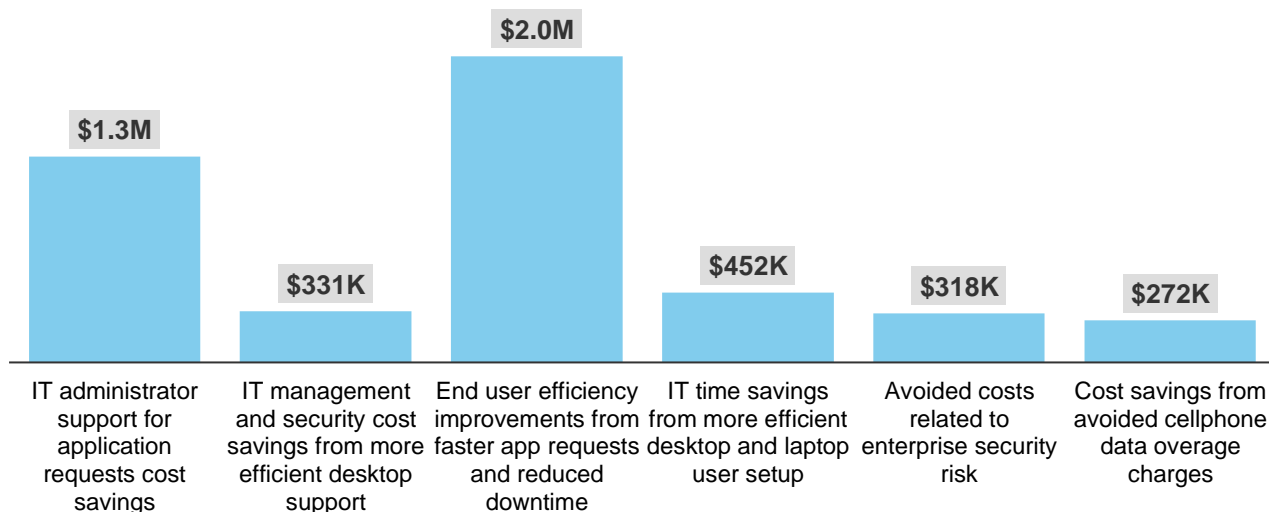 $2.0M
$1.3M
$452K
$331K
$318K
$272K
IT administrator
support for
application
requests cost
savings
IT management
and security cost
savings from more
efficient desktop
support
End user efficiency
improvements from
faster app requests
and reduced
downtime
IT time savings
from more efficient
desktop and laptop
user setup
Avoided costs
related to
enterprise security
risk
Cost savings from
avoided cellphone
data overage
charges